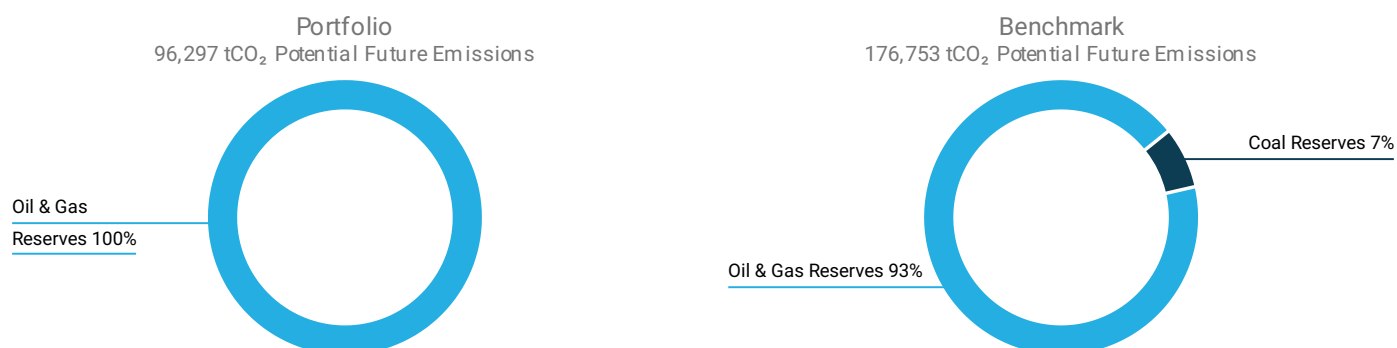 Portfolio
96,297 tCO₂ Potential Future Emissions
Oil & Gas
Reserves 100%
Benchmark
176,753 tCO₂ Potential Future Emissions
Coal Reserves 7%
Oil & Gas Reserves 93%